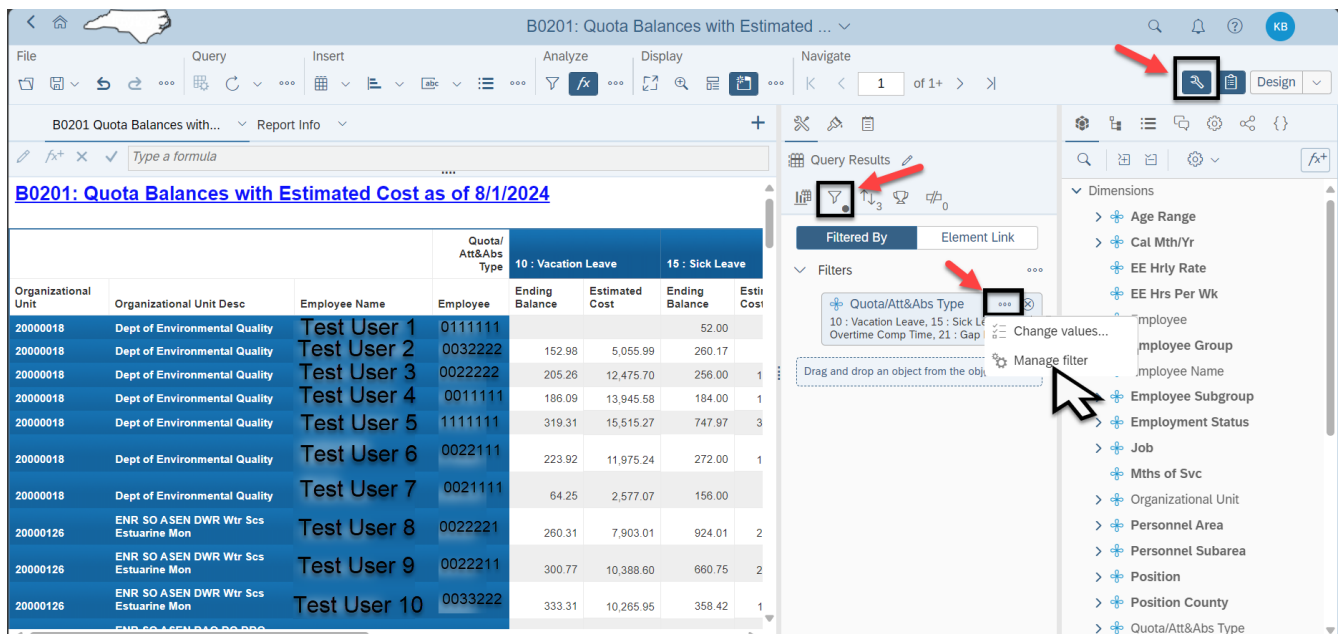 B0201: Quota Balances with Estimated ...
KB
File
Query
Insert
Analyze
Display
Navigate
abc
fx
1
of 1+
Design
B0201 Quota Balances with...
Report Info
fx+
Type a formula
B0201: Quota Balances with Estimated Cost as of 8/1/2024
Quota/
Att&Abs
Type
10 : Vacation Leave
15 : Sick Leave
Organizational
Unit
Organizational Unit Desc
Employee Name
Employee
Ending
Balance
Estimated
Cost
Ending
Balance
Cost
20000018 Dept of Environmental Quality Test User 1 0111111 52.00
20000018 Dept of Environmental Quality Test User 2 0032222 152.98 5,055.99 260.17
20000018 Dept of Environmental Quality Test User 3 0022222 205.26 12,475.70 256.00 1
20000018 Dept of Environmental Quality Test User 4 0011111 186.09 13,945.58 184.00 1
20000018 Dept of Environmental Quality Test User 5 1111111 319.31 15,515.27 747.97 3
20000018 Dept of Environmental Quality Test User 6 0022111 223.92 11,975.24 272.00 1
20000018 Dept of Environmental Quality Test User 7 0021111 64.25 2,577.07 156.00
20000126 ENR SO ASEN DWR Wtr Scs
Estuarine Mon Test User 8 0022221 260.31 7,903.01 924.01 2
20000126 ENR SO ASEN DWR Wtr Scs
Estuarine Mon Test User 9 0022211 300.77 10,388.60 660.75 2
20000126 ENR SO ASEN DWR Wtr Scs
Estuarine Mon Test User 10 0033222 333.31 10,265.95 358.42 1
Query Results
3
0
Filtered By
Element Link
Filters
Quota/Att&Abs Type
10 : Vacation Leave, 15 : Sick
Overtime Comp Time, 21 : Gap
Change values...
Manage filter
Drag and drop an object from the
fx+
Dimensions
Age Range
Cal Mth/Yr
EE Hrly Rate
EE Hrs Per Wk
Employee Subgroup
Employment Status
Job
Mths of Svc
Organizational Unit
Personnel Area
Personnel Subarea
Position
Position County
Quota/Att&Abs Type